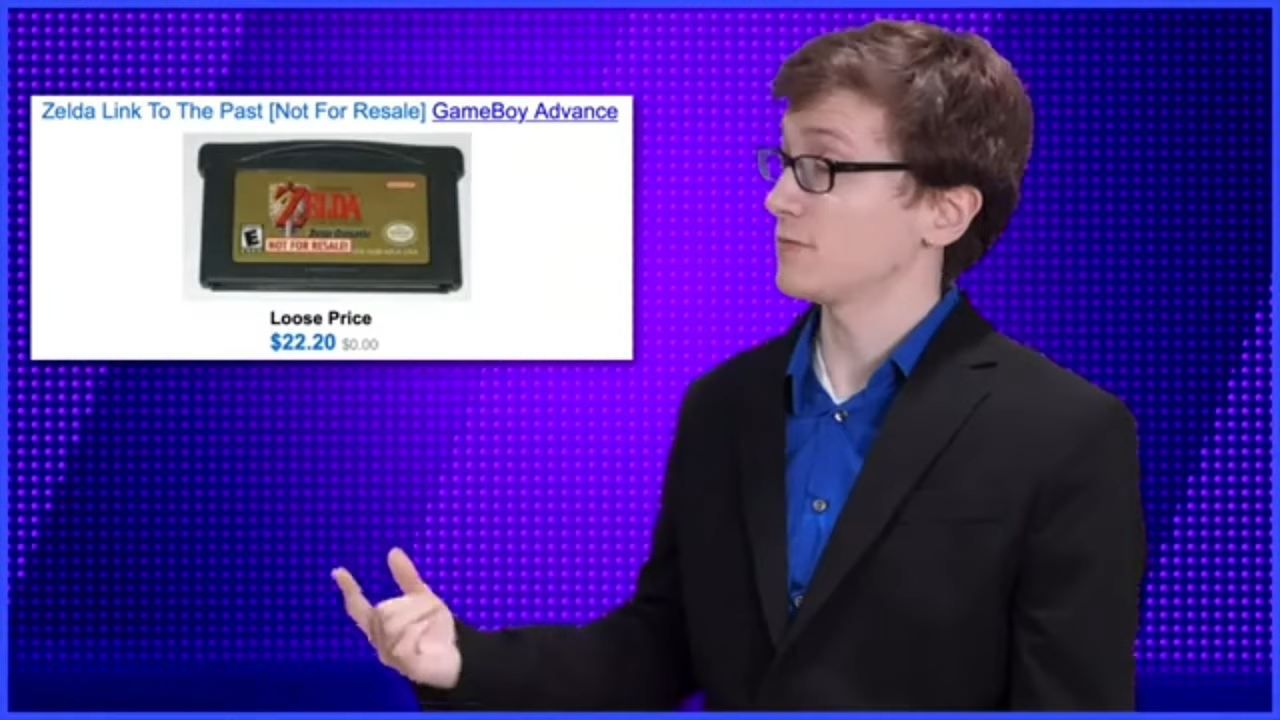 Zelda Link To The Past [Not For Resale] GameBoy Advance
ZELDA
E
NOT FOR RESALE!
Loose Price
$22.20 $0.00